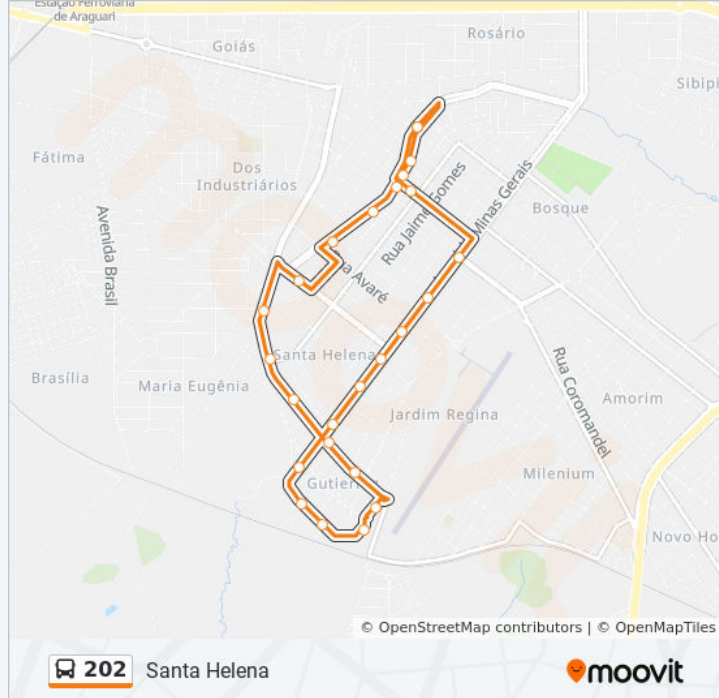 Estação Ferroviária
de Araguari
Goiás
Rosário
Sibipi
Fátima
Dos
Industriários
Rua Jaime Gomes
Minas Gerais
Bosque
Avenida Brasil
Avaré
Santa Helena
Brasília
Maria Eugênia
Rua Coromandel
Amorim
Jardim Regina
Milenium
Gutier
Novo Ho
© OpenStreetMap contributors | © OpenMapTiles
202 Santa Helena
moovit